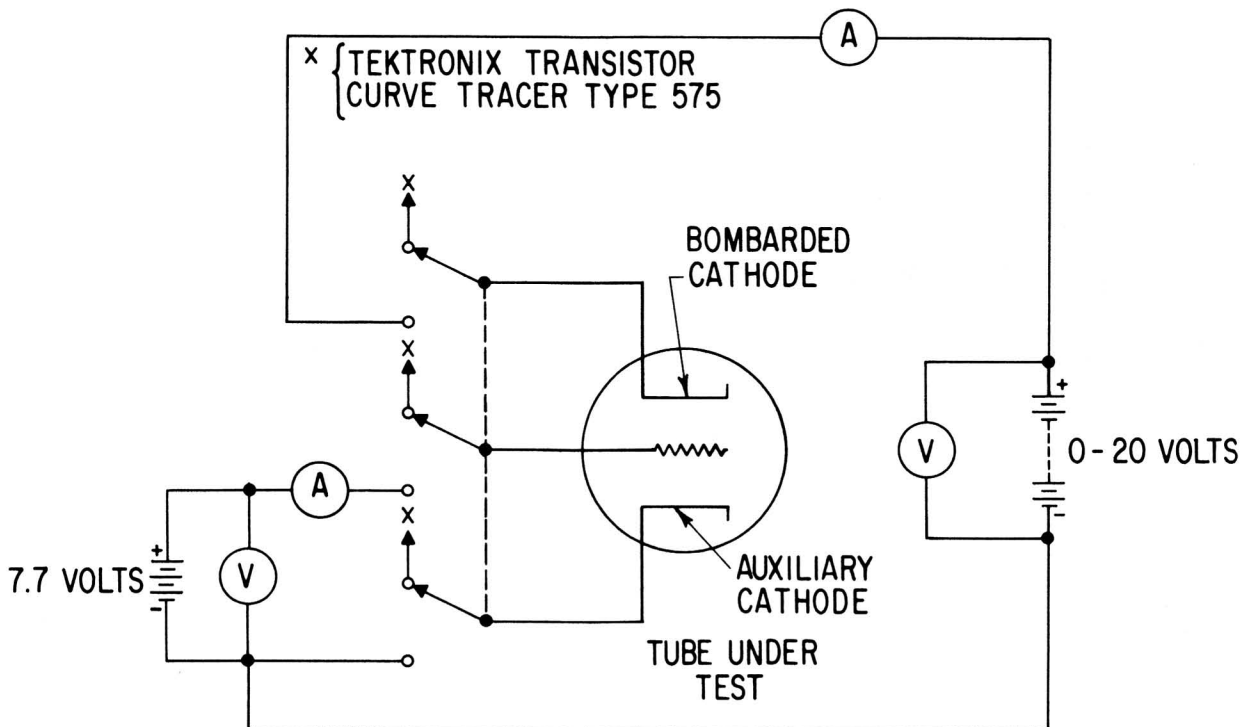 A
X { TEKTRONIX TRANSISTOR
CURVE TRACER TYPE 575
X
BOMBARDED
CATHODE
X
+
V
0-20 VOLTS
-
A
X
+
7.7 VOLTS
V
-
AUXILIARY
CATHODE
TUBE UNDER
TEST